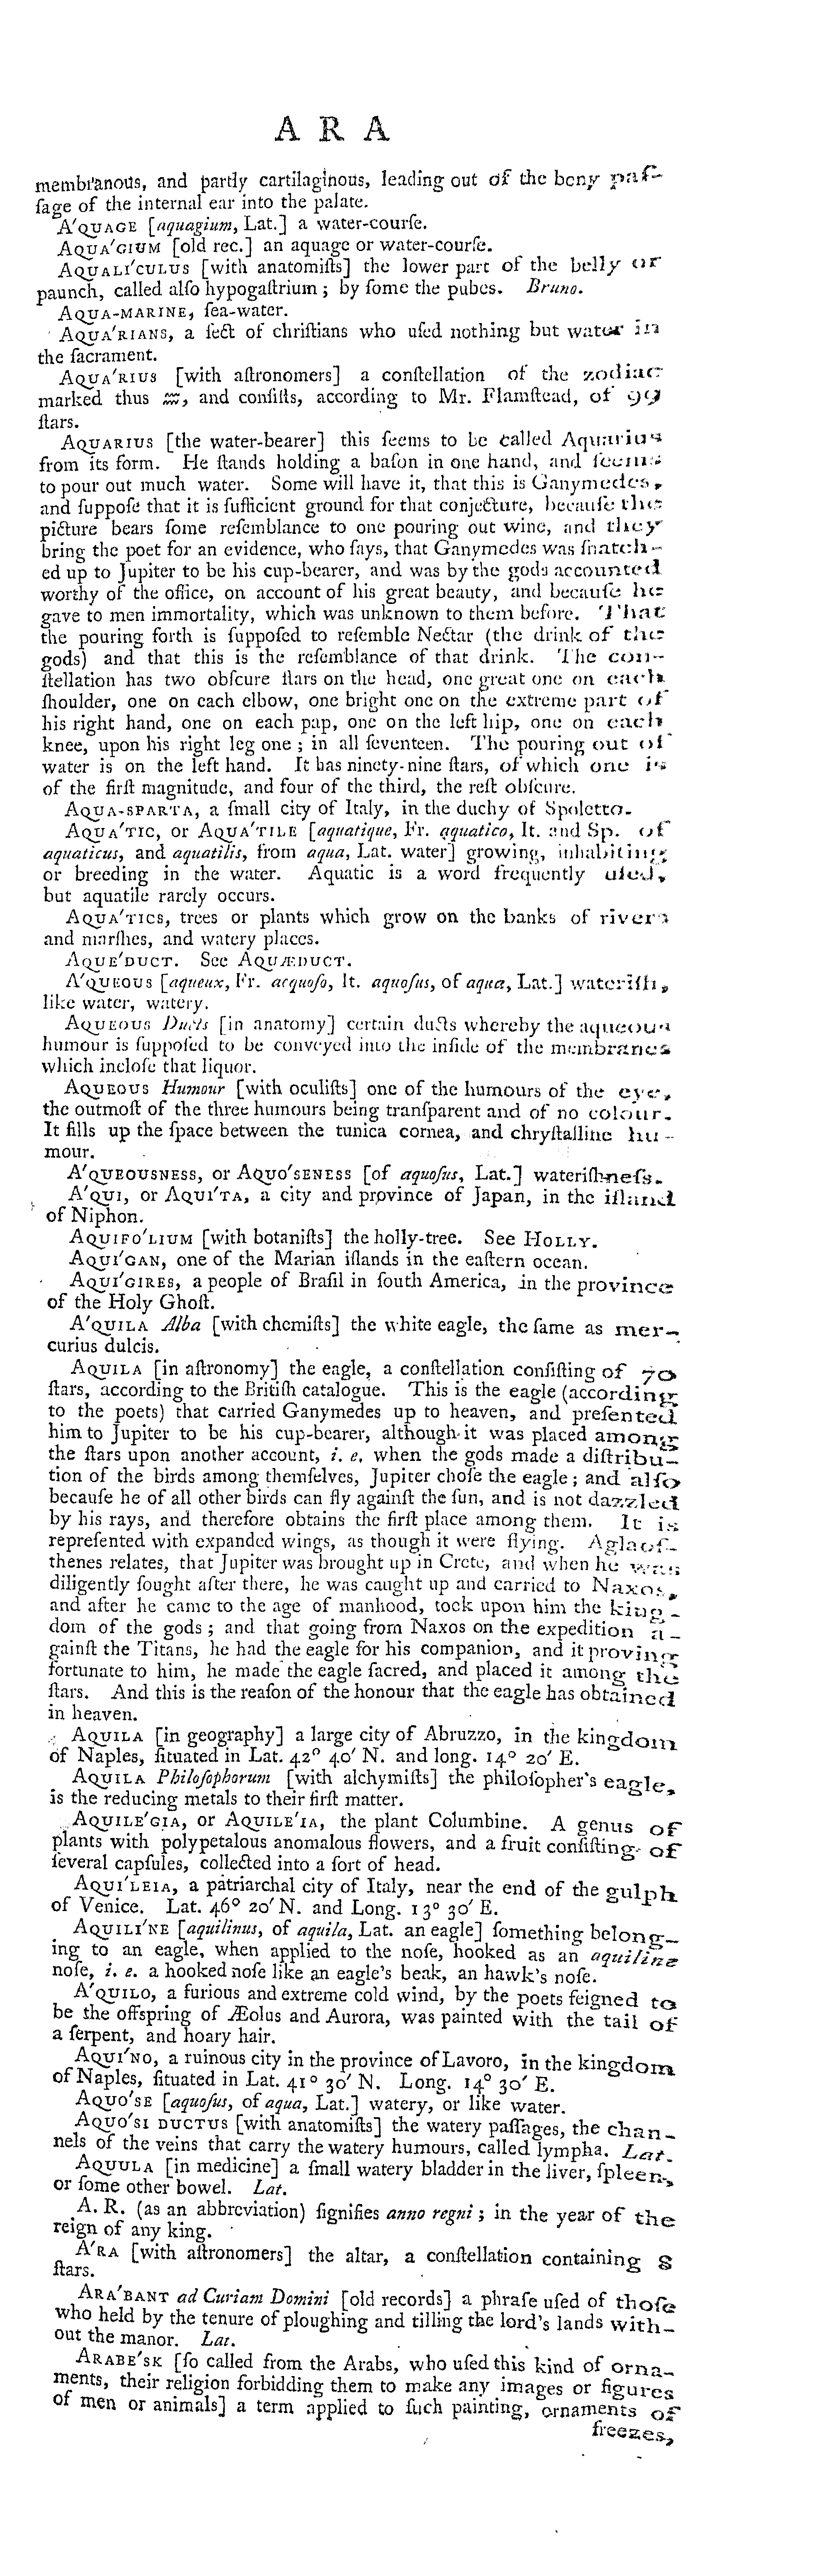 A R A
membranous, and partly cartilaginous, leading out of the bony paſ-
ſage of the internal ear into the palate.
A′QUAGE [aquagium, Lat.] a water-courſe.
AQUA′GIUM [old rec.] an aquage or water-courſe.
AQUALI′CULUS [with anatomiſts] the lower part of the belly or
paunch, called alſo hypogaſtrium; by ſome the pubes. Bruno.
AQUA-MARINE, ſea-water.
AQUA′RIANS, a ſect of chriſtians who uſed nothing but water in
the ſacrament.
AQUA′RIUS [with aſtronomers] a conſtellation of the zodiac
marked thus ♒, and conſiſts, according to Mr. Flamſtead, of 99
ſtars.
AQUARIUS [the water-bearer] this ſeems to be called Aquarius
from its form. He ſtands holding a baſon in one hand, and ſeems
to pour out much water. Some will have it, that this is Ganymedes,
and ſuppoſe that it is ſufficient ground for that conjecture, becauſe the
picture bears ſome reſemblance to one pouring out wine, and they
bring the poet for an evidence, who ſays, that Ganymedes was ſnatch-
ed up to Jupiter to be his cup-bearer, and was by the gods accounted
worthy of the office, on account of his great beauty, and becauſe he
gave to men immortality, which was unknown to them before. That
the pouring forth is ſuppoſed to reſemble Nectar (the drink of the
gods) and that this is the reſemblance of that drink. The con-
ſtellation has two obſcure ſtars on the head, one great one on each
ſhoulder, one on each elbow, one bright one on the extreme part of
his right hand, one on each pap, one on the left hip, one on each
knee, upon his right leg one; in all ſeventeen. The pouring out of
water is on the left hand. It has ninety-nine ſtars, of which one is
of the firſt magnitude, and four of the third, the reſt obſcure.
AQUA-SPARTA, a ſmall city of Italy, in the duchy of Spoletto.
AQUA′TIC, or AQUA′TILE [aquatique, Fr. aquatico, It. and Sp. of
aquaticus, and aquatilis, from aqua, Lat. water] growing, inhabiting
or breeding in the water. Aquatic is a word frequently uſed,
but aquatile rarely occurs.
AQUA′TICS, trees or plants which grow on the banks of rivers
and marſhes, and watery places.
AQUE′DUCT. See AQUÆDUCT.
A′QUEOUS [aqueux, Fr. acquoſo, It. aquoſus, of aqua, Lat.] wateriſh,
like water, watery.
AQUEOUS Ducts [in anatomy] certain ducts whereby the aqueous
humour is ſuppoſed to be conveyed into the inſide of the membranes
which incloſe that liquor.
AQUEOUS Humour [with oculiſts] one of the humours of the eye,
the outmoſt of the three humours being tranſparent and of no colour.
It fills up the ſpace between the tunica cornea, and chryſtalline hu-
mour.
A′QUEOUSNESS, or AQUO′SENESS [of aquoſus, Lat.] wateriſhneſs.
A′QUI, or AQUI′TA, a city and province of Japan, in the iſland
of Niphon.
AQUIFO′LIUM [with botaniſts] the holly-tree. See HOLLY.
AQUI′GAN, one of the Marian iſlands in the eaſtern ocean.
AQUI′GIRES, a people of Braſil in ſouth America, in the province
of the Holy Ghoſt.
A′QUILA Alba [with chemiſts] the white eagle, the ſame as mer-
curius dulcis.
AQUILA [in aſtronomy] the eagle, a conſtellation conſiſting of 70
ſtars, according to the Britiſh catalogue. This is the eagle (according
to the poets) that carried Ganymedes up to heaven, and preſented
him to Jupiter to be his cup-bearer, although it was placed among
the ſtars upon another account, i. e. when the gods made a diſtribu-
tion of the birds among themſelves, Jupiter choſe the eagle; and alſo
becauſe he of all other birds can fly againſt the ſun, and is not dazzled
by his rays, and therefore obtains the firſt place among them. It is
repreſented with expanded wings, as though it were flying. Aglaoſ-
thenes relates, that Jupiter was brought up in Crete, and when he was
diligently ſought after there, he was caught up and carried to Naxos,
and after he came to the age of manhood, took upon him the king-
dom of the gods; and that going from Naxos on the expedition a-
gainſt the Titans, he had the eagle for his companion, and it proving
fortunate to him, he made the eagle ſacred, and placed it among the
ſtars. And this is the reaſon of the honour that the eagle has obtained
in heaven.
AQUILA [in geography] a large city of Abruzzo, in the kingdom
of Naples, ſituated in Lat. 42° 40′ N. and long. 14° 20′ E.
AQUILA Philoſophorum [with alchymiſts] the philoſopher's eagle,
is the reducing metals to their firſt matter.
AQUILE′GIA, or AQUILE′IA, the plant Columbine. A genus of
plants with polypetalous anomalous flowers, and a fruit conſiſting of
ſeveral capſules, collected into a ſort of head.
AQUI′LEIA, a patriarchal city of Italy, near the end of the gulph
of Venice. Lat. 46° 20′ N. and Long. 13° 30′ E.
AQUILI′NE [aquilinus, of aquila, Lat. an eagle] ſomething belong-
ing to an eagle, when applied to the noſe, hooked as an aquiline
noſe, i. e. a hooked noſe like an eagle's beak, an hawk's noſe.
A′QUILO, a furious and extreme cold wind, by the poets feigned to
be the offspring of Æolus and Aurora, was painted with the tail of
a ſerpent, and hoary hair.
AQUI′NO, a ruinous city in the province of Lavoro, in the kingdom
of Naples, ſituated in Lat. 41° 30′ N. Long. 14° 30′ E.
AQUO′SE [aquoſus, of aqua, Lat.] watery, or like water.
AQUO′SI DUCTUS [with anatomiſts] the watery paſſages, the chan-
nels of the veins that carry the watery humours, called lympha. Lat.
AQUULA [in medicine] a ſmall watery bladder in the liver, ſpleen,
or ſome other bowel. Lat.
A. R. (as an abbreviation) ſignifies anno regni; in the year of the
reign of any king.
A′RA [with aſtronomers] the altar, a conſtellation containing 8
ſtars.
ARA′BANT ad Curiam Domini [old records] a phraſe uſed of thoſe
who held by the tenure of ploughing and tilling the lord's lands with-
out the manor. Lat.
ARABE′SK [ſo called from the Arabs, who uſed this kind of orna-
ments, their religion forbidding them to make any images or figures
of men or animals] a term applied to ſuch painting, ornaments of
freezes,